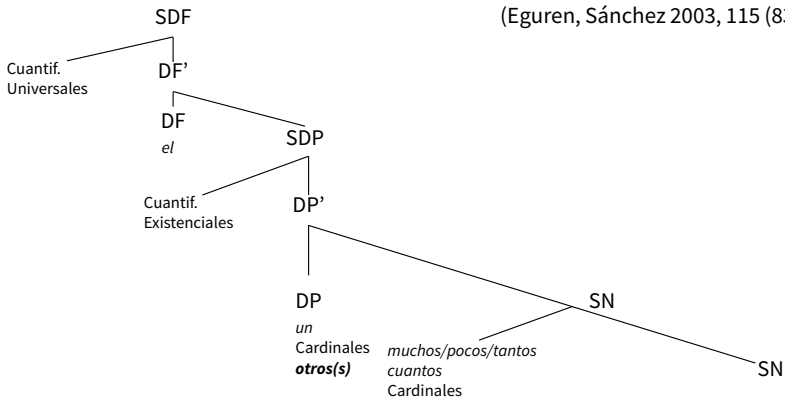 (Eguren, Sánchez 2003, 115 (83
SDF
Cuantif.
Universales
DF’
DF
el
SDP
Cuantif.
Existenciales
DP’
DP
un
Cardinales
otros(s)
SN
muchos/pocos/tantos
cuantos
Cardinales
SN